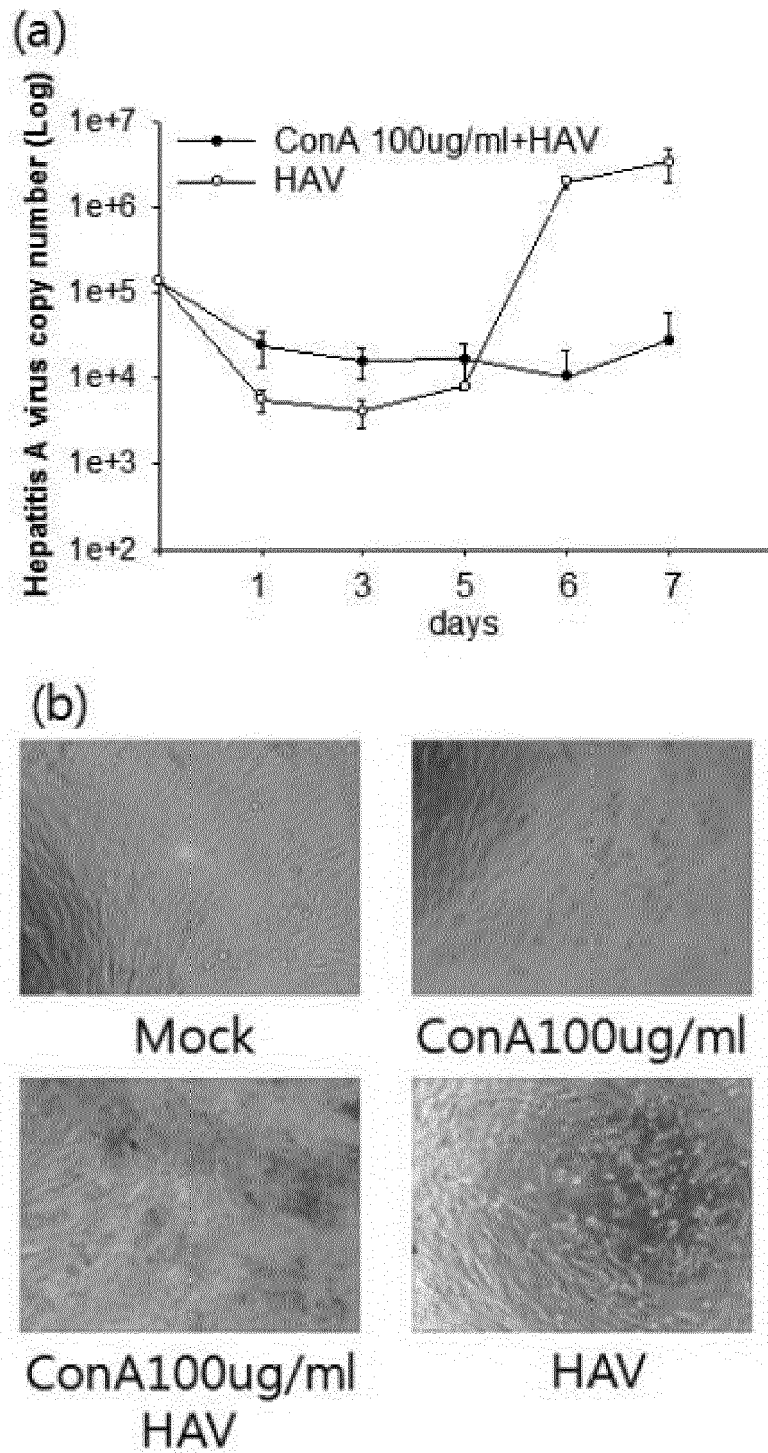 (a)
Hepatitis A virus copy number (Log)
1e+7
1e+6
1e+5
1e+4
1e+3
1e+2
ConA 100ug/ml+HAV
HAV
1 3 5 6 7
days
(b)
Mock
ConA100ug/ml
ConA100ug/ml
HAV
HAV